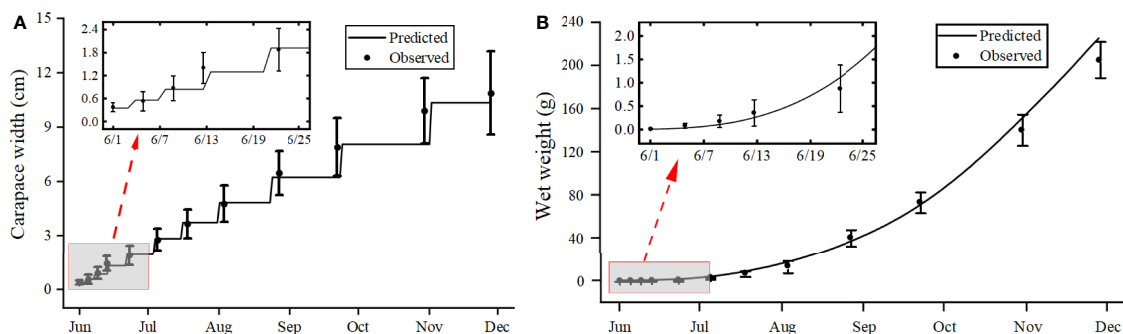 A
Carapace width (cm)
15
12
9
6
3
0
2.4
1.8
1.2
0.6
0.0
6/1 6/7 6/13 6/19 6/25
Predicted
Observed
Jun Jul Aug Sep Oct Nov Dec
B
Wet weight (g)
240
200
160
120
80
40
0
2.0
1.5
1.0
0.5
0.0
6/1 6/7 6/13 6/19 6/25
Predicted
Observed
Jun Jul Aug Sep Oct Nov Dec